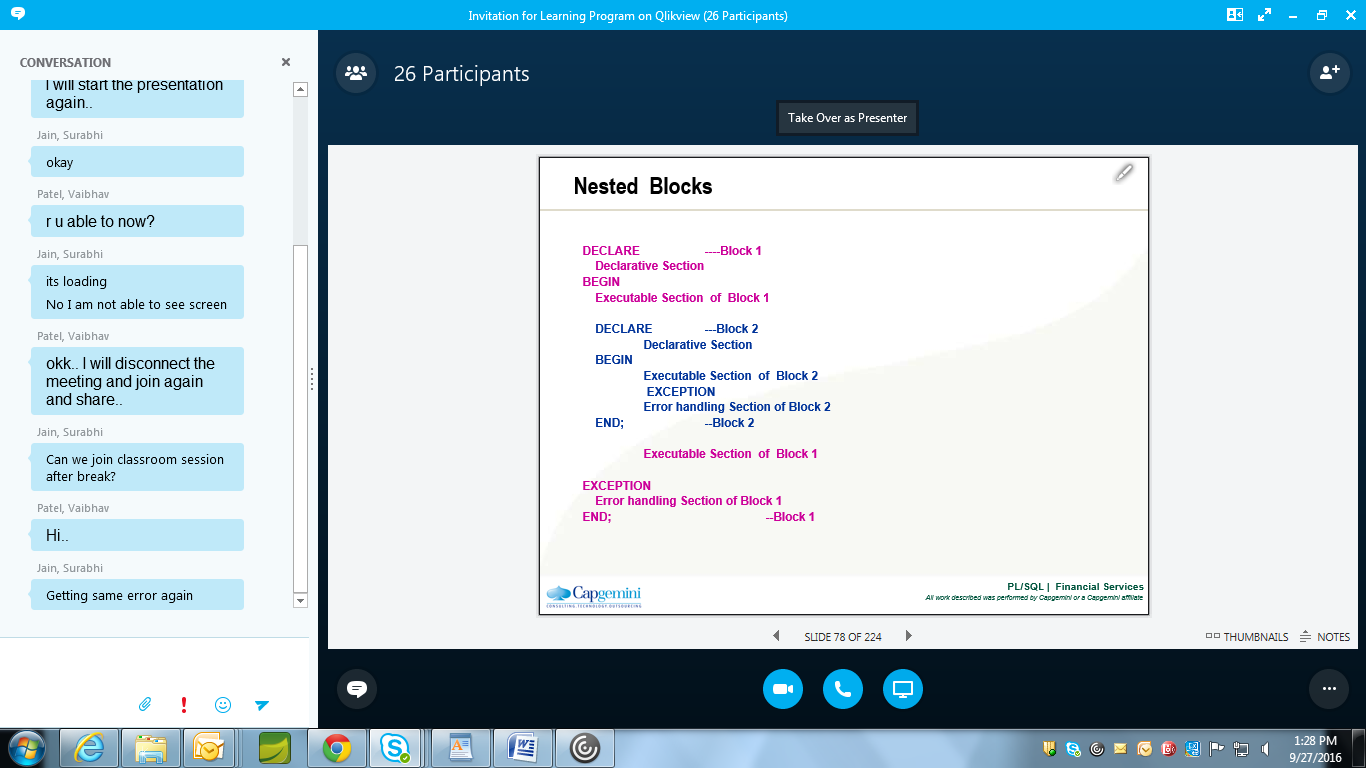 Invitation for Learning Program on Qlikview (26 Participants)
CONVERSATION
I will start the presentation
again..
Jain, Surabhi
okay
Patel, Vaibhav
r u able to now?
Jain, Surabhi
its loading
No I am not able to see screen
Patel, Vaibhav
okk.. I will disconnect the
meeting and join again
and share..
Jain, Surabhi
Can we join classroom session
after break?
Patel, Vaibhav
Hi..
Jain, Surabhi
Getting same error again
26 Participants
Take Over as Presenter
Nested Blocks
DECLARE ----Block 1
Declarative Section
BEGIN
Executable Section of Block 1
DECLARE ---Block 2
Declarative Section
BEGIN
Executable Section of Block 2
EXCEPTION
Error handling Section of Block 2
END; --Block 2
Executable Section of Block 1
EXCEPTION
Error handling Section of Block 1
END; --Block 1
Capgemini
CONSULTING.TECHNOLOGY.OUTSOURCING
PL/SQL | Financial Services
All work described was performed by Capgemini or a Capgemini affiliate
SLIDE 78 OF 224
THUMBNAILS
NOTES
1:28 PM
9/27/2016